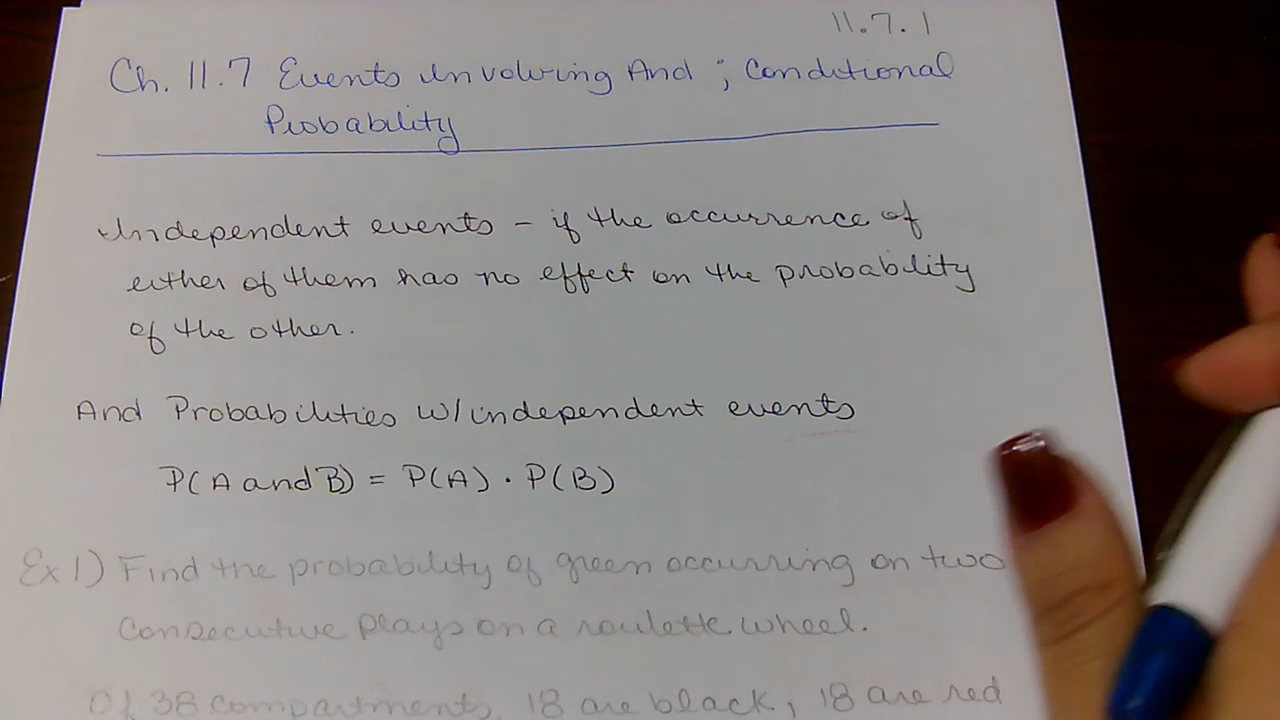 11.7.1
Ch. 11.7 Events Involving And ; Conditional
Probability
Independent events - if the occurrence of
either of them has no effect on the probability
of the other.
And Probabilities w/independent events
P(A and B) = P(A) · P(B)
Ex 1) Find the probability of green occurring on two
consecutive plays on a roulette wheel.
Of 38 compartments, 18 are black, 18 are red